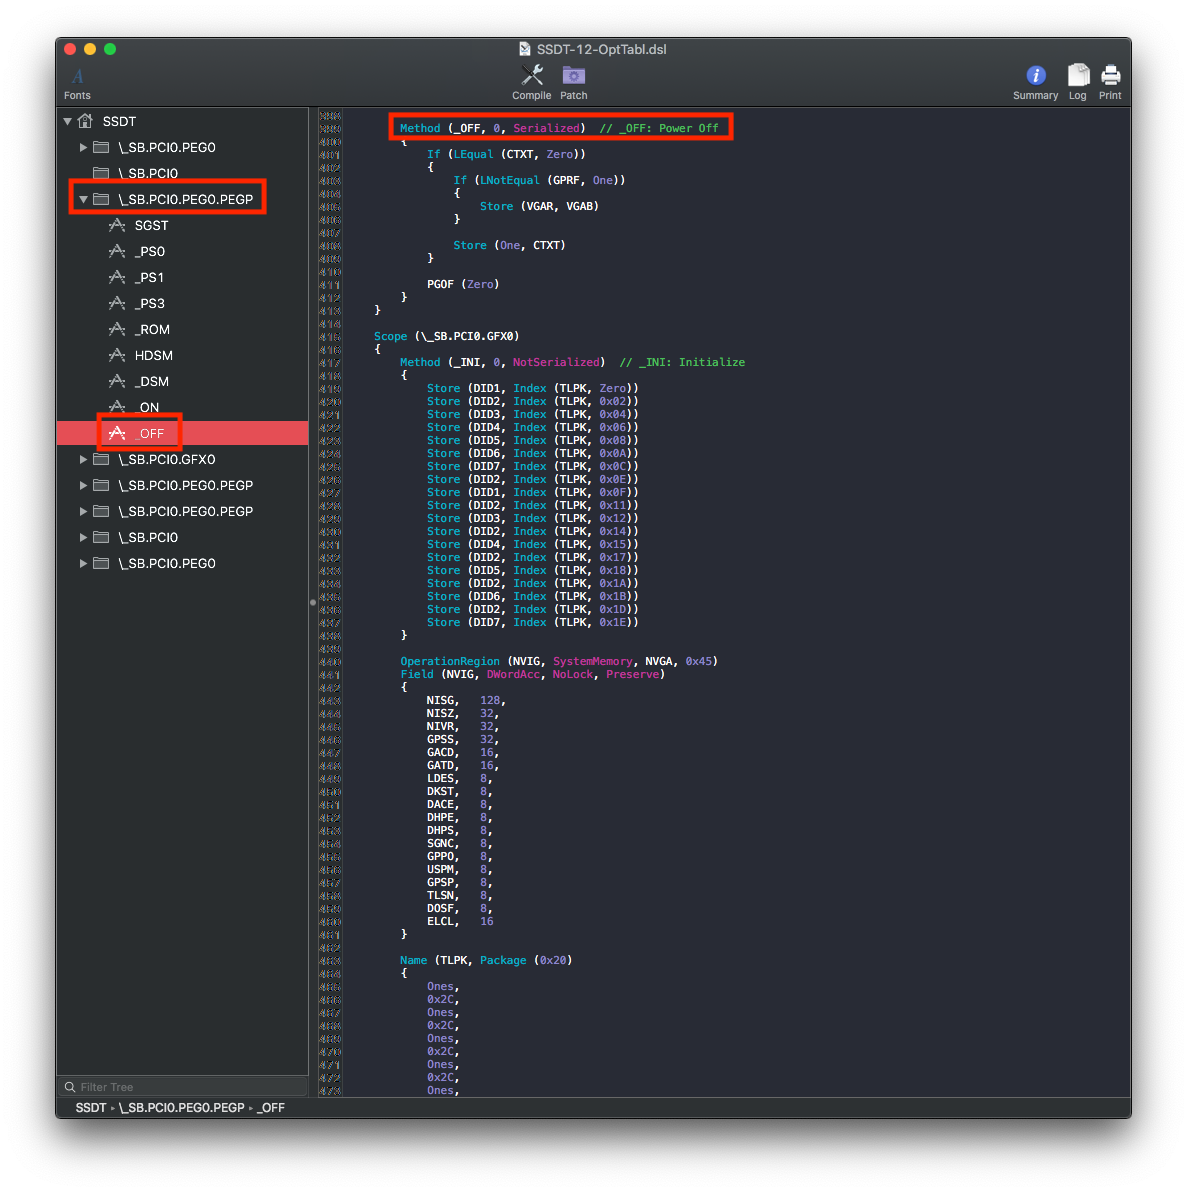 SSDT-12-OptTabl.dsl
A
Fonts
Compile
Patch
Summary
Log
Print
SSDT
\_SB.PCI0.PEG0
\_SB.PCI0
\_SB.PCI0.PEG0.PEGP
SGST
_PS0
_PS1
_PS3
_ROM
HDSM
_DSM
_ON
_OFF
\_SB.PCI0.GFX0
\_SB.PCI0.PEG0.PEGP
\_SB.PCI0.PEG0.PEGP
\_SB.PCI0
\_SB.PCI0.PEG0
Filter Tree
SSDT ▸ \_SB.PCI0.PEG0.PEGP ▸ _OFF
Method (_OFF, 0, Serialized)  // _OFF: Power Off
{
If (LEqual (CTXT, Zero))
{
If (LNotEqual (GPRF, One))
{
Store (VGAR, VGAB)
}
Store (One, CTXT)
}
PGOF (Zero)
}
}
Scope (\_SB.PCI0.GFX0)
{
Method (_INI, 0, NotSerialized)  // _INI: Initialize
{
Store (DID1, Index (TLPK, Zero))
Store (DID2, Index (TLPK, 0x02))
Store (DID3, Index (TLPK, 0x04))
Store (DID4, Index (TLPK, 0x06))
Store (DID5, Index (TLPK, 0x08))
Store (DID6, Index (TLPK, 0x0A))
Store (DID7, Index (TLPK, 0x0C))
Store (DID2, Index (TLPK, 0x0E))
Store (DID1, Index (TLPK, 0x0F))
Store (DID2, Index (TLPK, 0x11))
Store (DID3, Index (TLPK, 0x12))
Store (DID2, Index (TLPK, 0x14))
Store (DID4, Index (TLPK, 0x15))
Store (DID2, Index (TLPK, 0x17))
Store (DID5, Index (TLPK, 0x18))
Store (DID2, Index (TLPK, 0x1A))
Store (DID6, Index (TLPK, 0x1B))
Store (DID2, Index (TLPK, 0x1D))
Store (DID7, Index (TLPK, 0x1E))
}
OperationRegion (NVIG, SystemMemory, NVGA, 0x45)
Field (NVIG, DWordAcc, NoLock, Preserve)
{
NISG,   128,
NISZ,   32,
NIVR,   32,
GPSS,   32,
GACD,   16,
GATD,   16,
LDES,   8,
DKST,   8,
DACE,   8,
DHPE,   8,
DHPS,   8,
SGNC,   8,
GPPO,   8,
USPM,   8,
GPSP,   8,
TLSN,   8,
DOSF,   8,
ELCL,   16
}
Name (TLPK, Package (0x20)
{
Ones,
0x2C,
Ones,
0x2C,
Ones,
0x2C,
Ones,
0x2C,
Ones,